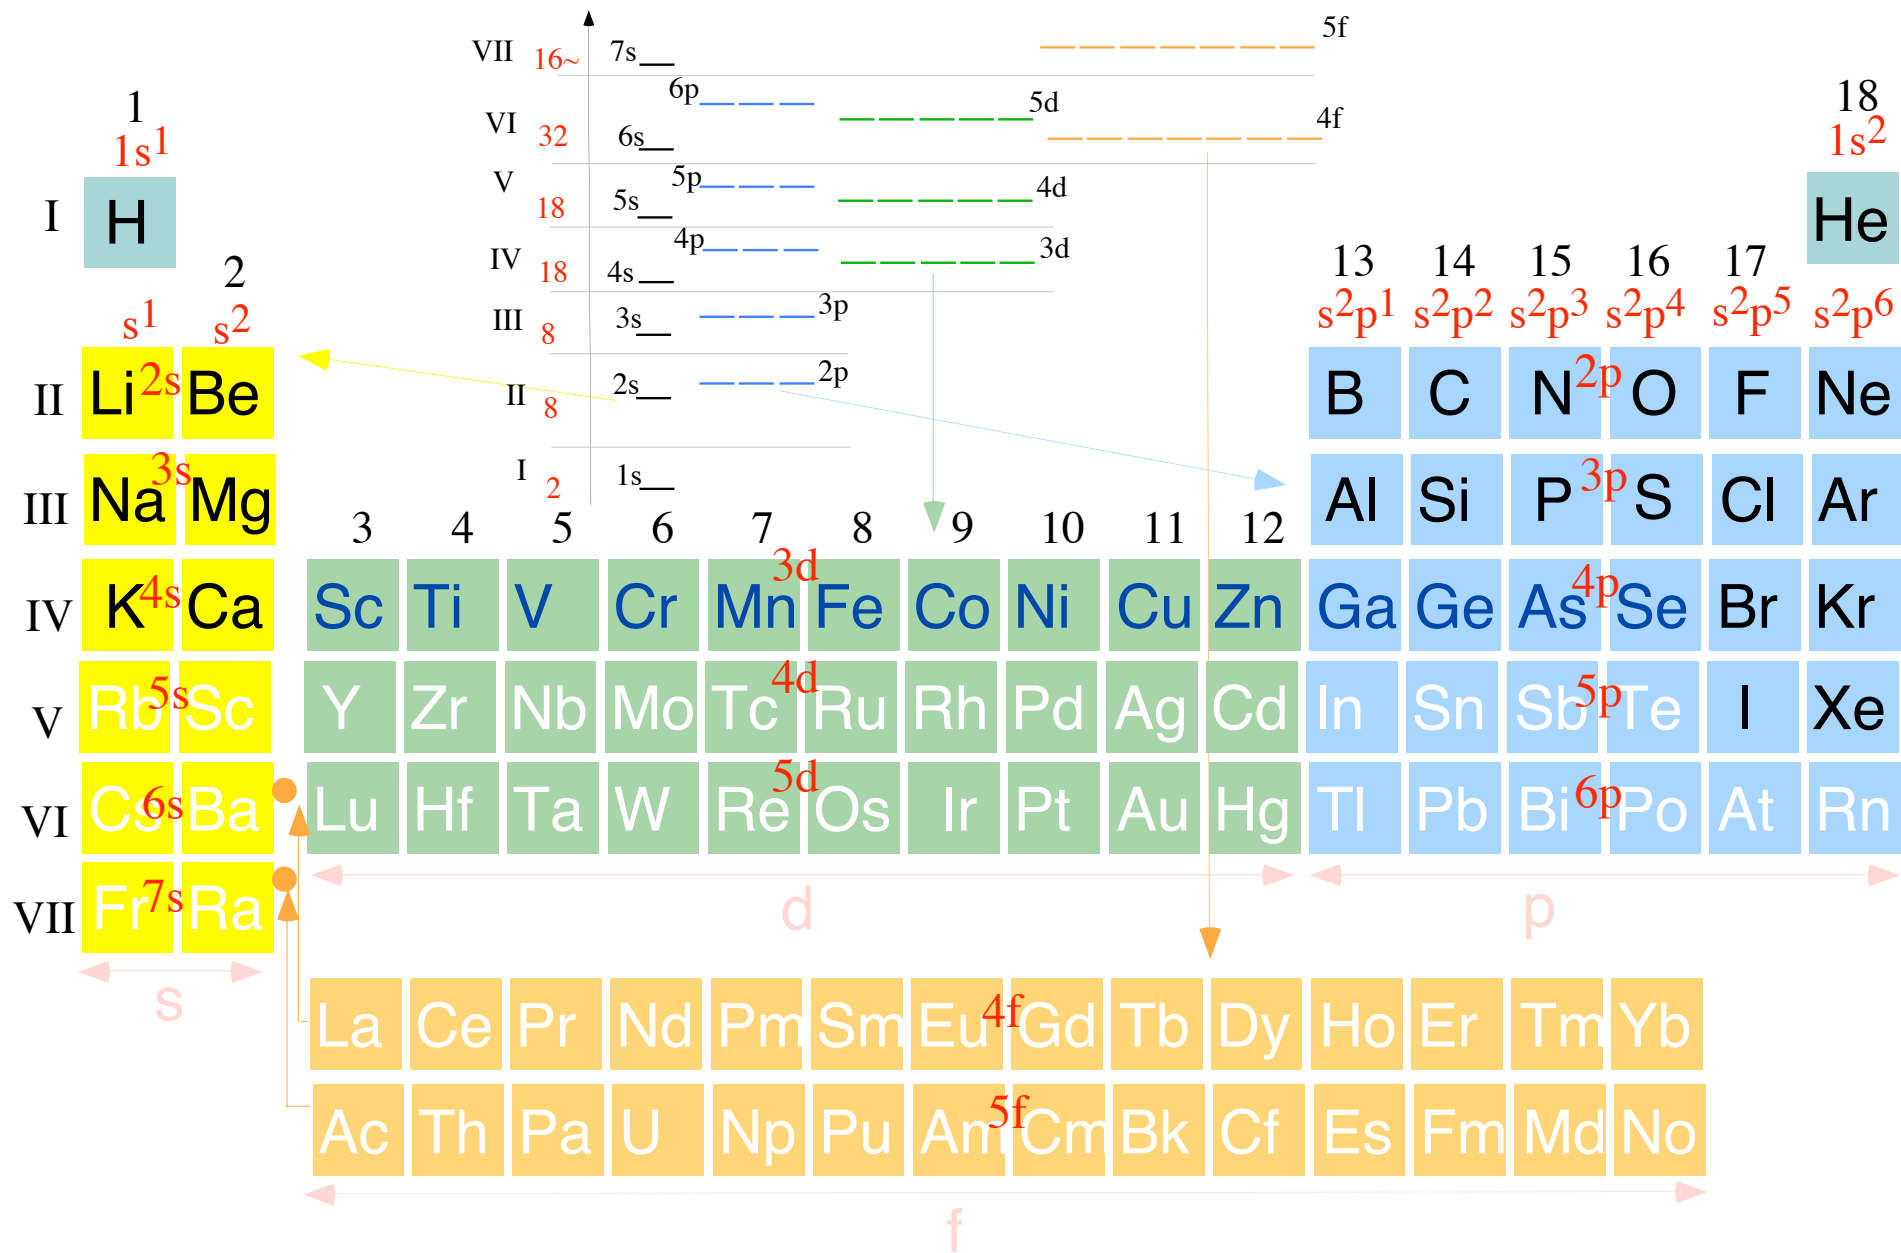 VII 16~ 7s 5f
6p 5d
VI 32 6s 4f
V 18 5s 5p 4d
IV 18 4s 4p 3d
III 8 3s 3p
II 8 2s 2p
I 2 1s
1 18
1s1 1s2
I H He
2 13 14 15 16 17
s1 s2 s2p1 s2p2 s2p3 s2p4 s2p5 s2p6
II Li 2s Be B C N 2p O F Ne
III Na 3s Mg Al Si P 3p S Cl Ar
3 4 5 6 7 8 9 10 11 12
IV K 4s Ca Sc Ti V Cr Mn 3d Fe Co Ni Cu Zn Ga Ge As 4p Se Br Kr
V Rb 5s Sc Y Zr Nb Mo Tc 4d Ru Rh Pd Ag Cd In Sn Sb 5p Te I Xe
VI Cs 6s Ba Lu Hf Ta W Re 5d Os Ir Pt Au Hg Tl Pb Bi 6p Po At Rn
VII Fr 7s Ra
d p
s
La Ce Pr Nd Pm Sm Eu 4f Gd Tb Dy Ho Er Tm Yb
Ac Th Pa U Np Pu Am 5f Cm Bk Cf Es Fm Md No
f